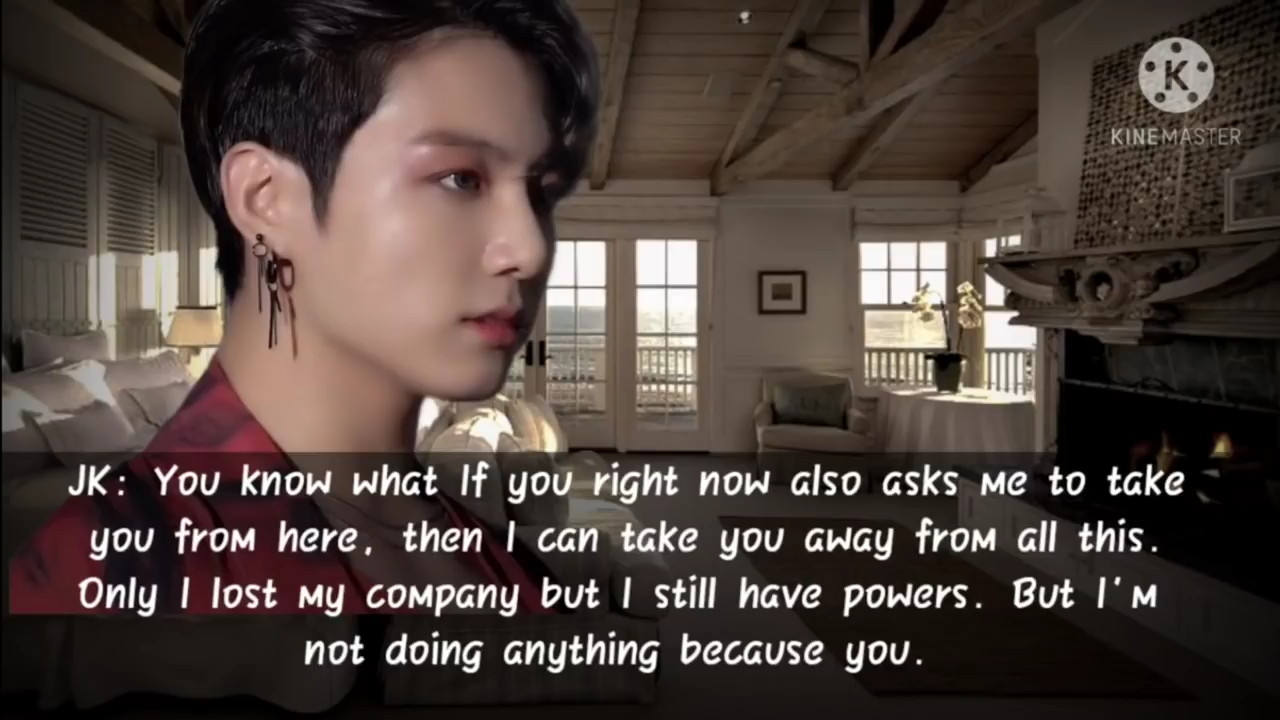 K
KINEMASTER
JK: You know what If you right now also asks me to take
you from here, then I can take you away from all this.
Only I lost my company but I still have powers. But I'm
not doing anything because you.